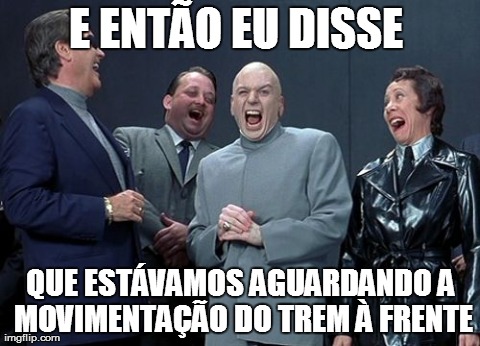 E ENTÃO EU DISSE
QUE ESTÁVAMOS AGUARDANDO A
MOVIMENTAÇÃO DO TREM À FRENTE
imgflip.com